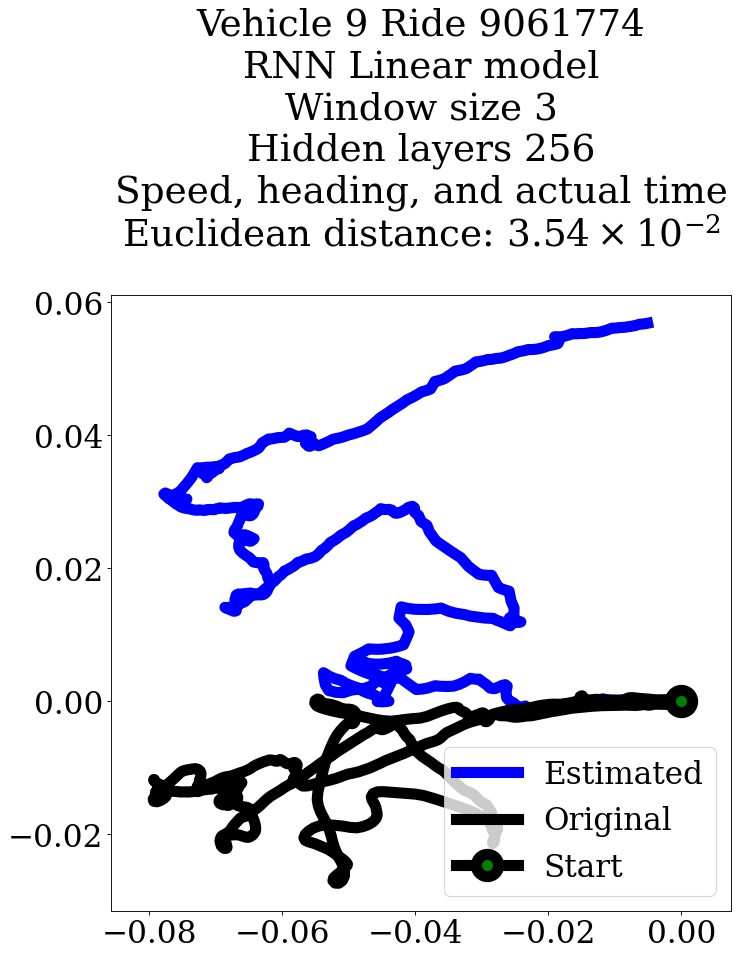 Vehicle 9 Ride 9061774
RNN Linear model
Window size 3
Hidden layers 256
Speed, heading, and actual time
Euclidean distance: 3.54 × 10⁻²
0.06
0.04
0.02
0.00
−0.02
Estimated
Original
Start
−0.08 −0.06 −0.04 −0.02 0.00